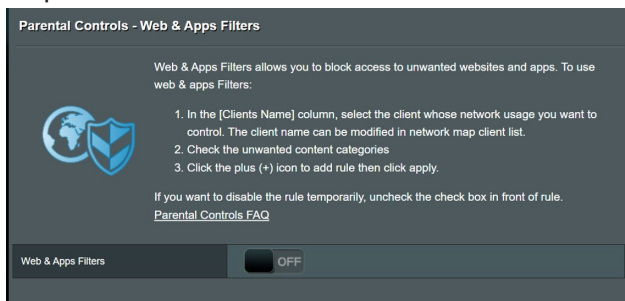 Parental Controls - Web & Apps Filters
Web & Apps Filters allows you to block access to unwanted websites and apps. To use
web & apps Filters:
1. In the [Clients Name] column, select the client whose network usage you want to
control. The client name can be modified in network map client list.
2. Check the unwanted content categories
3. Click the plus (+) icon to add rule then click apply.
If you want to disable the rule temporarily, uncheck the check box in front of rule.
Parental Controls FAQ
Web & Apps Filters
OFF